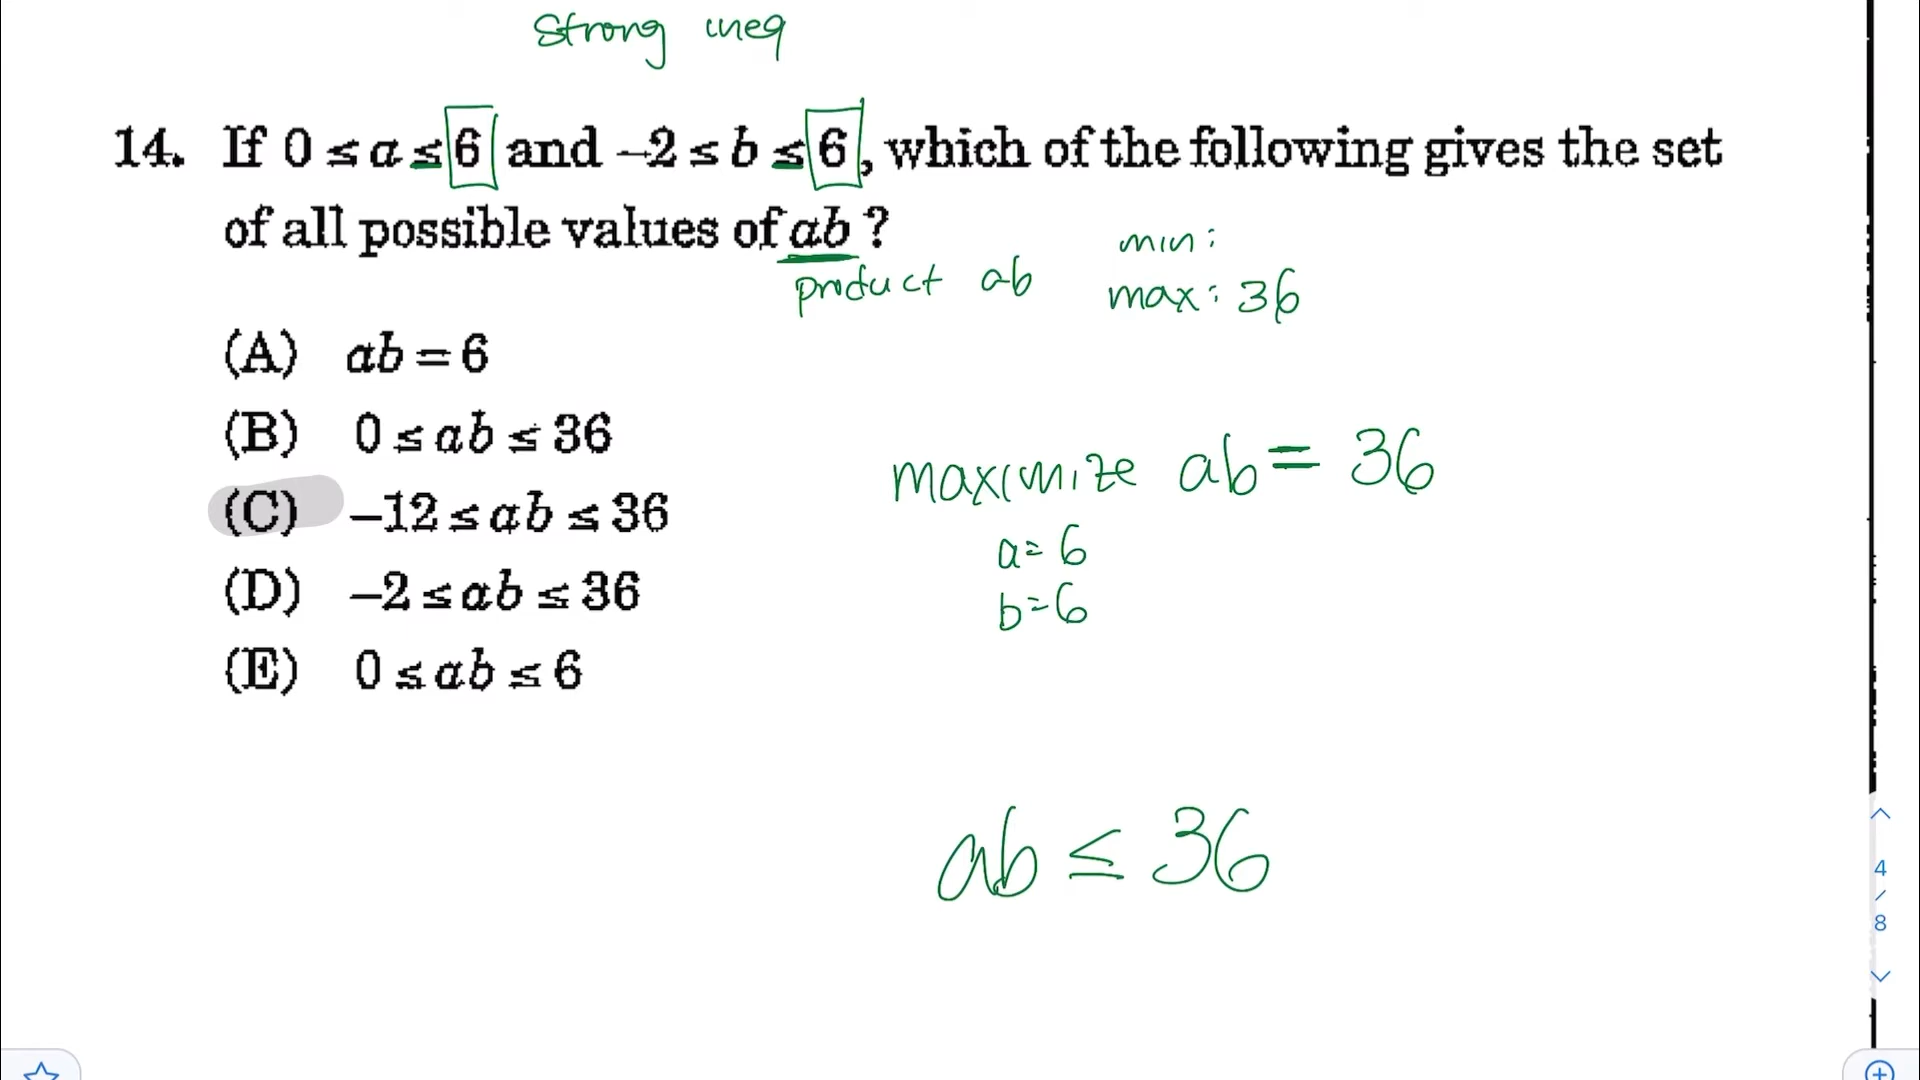 Strong ineq
14. If 0 ≤ a ≤ 6 and –2 ≤ b ≤ 6, which of the following gives the set
of all possible values of ab ?
min:
product ab
max: 36
(A) ab = 6
(B) 0 ≤ ab ≤ 36
(C) –12 ≤ ab ≤ 36
(D) –2 ≤ ab ≤ 36
(E) 0 ≤ ab ≤ 6
maximize ab = 36
a = 6
b = 6
ab ≤ 36
4
/
8